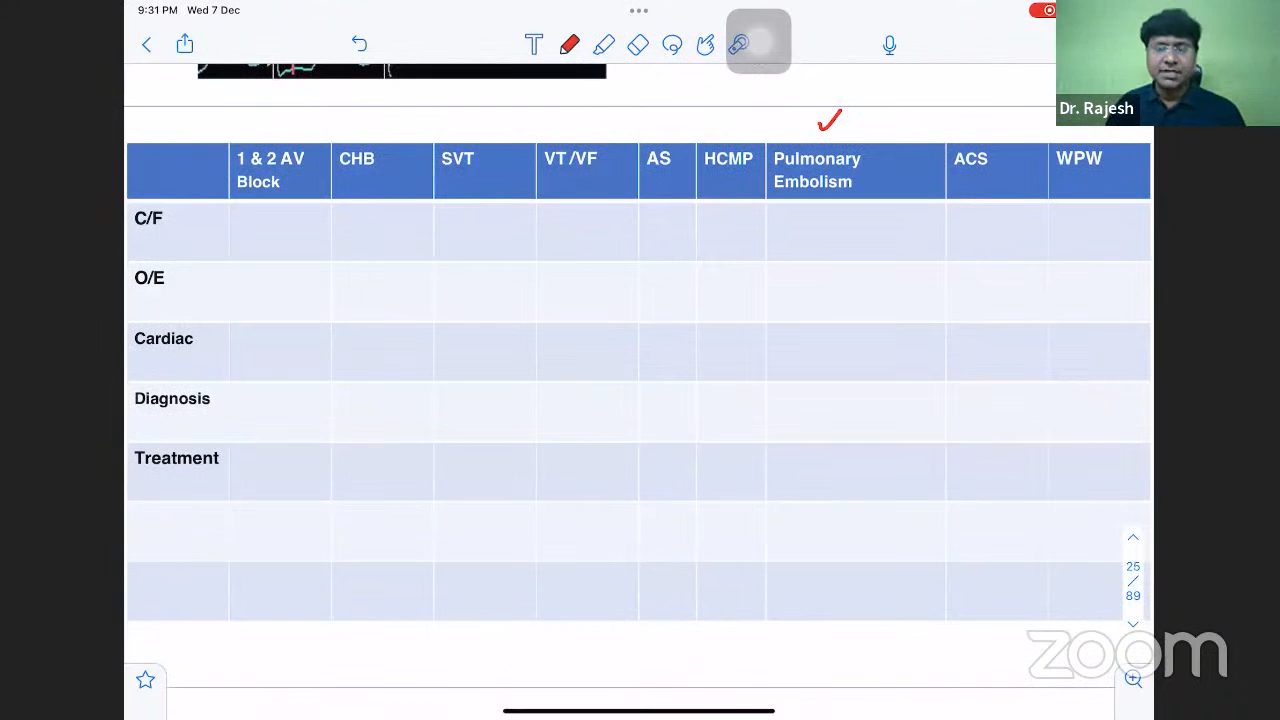 9:31 PM Wed 7 Dec
Dr. Rajesh
1 & 2 AV Block
CHB
SVT
VT /VF
AS
HCMP
Pulmonary Embolism
ACS
WPW
C/F
O/E
Cardiac
Diagnosis
Treatment
25
/
89
zoom